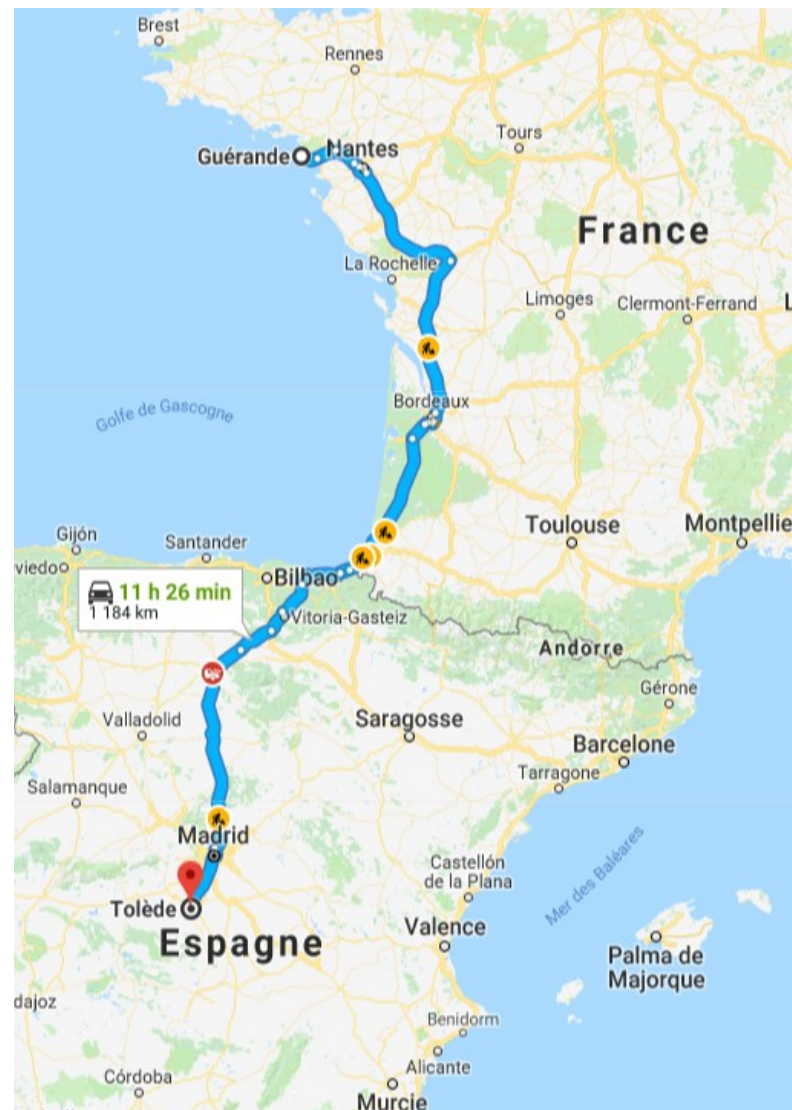 Brest
Rennes
Tours
Guérande
Nantes
France
La Rochelle
Limoges
Clermont-Ferrand
L
Bordeaux
Golfe de Gascogne
Gijón
Santander
Toulouse
Montpellie
viedo
Bilbao
11 h 26 min
1 184 km
Vitoria-Gasteiz
Andorre
Gérone
Valladolid
Saragosse
Barcelone
Tarragone
Salamanque
Madrid
Castellón
de la Plana
Mer des Baléares
Tolède
Valence
Espagne
Palma de
Majorque
dajoz
Benidorm
Alicante
Córdoba
Murcie